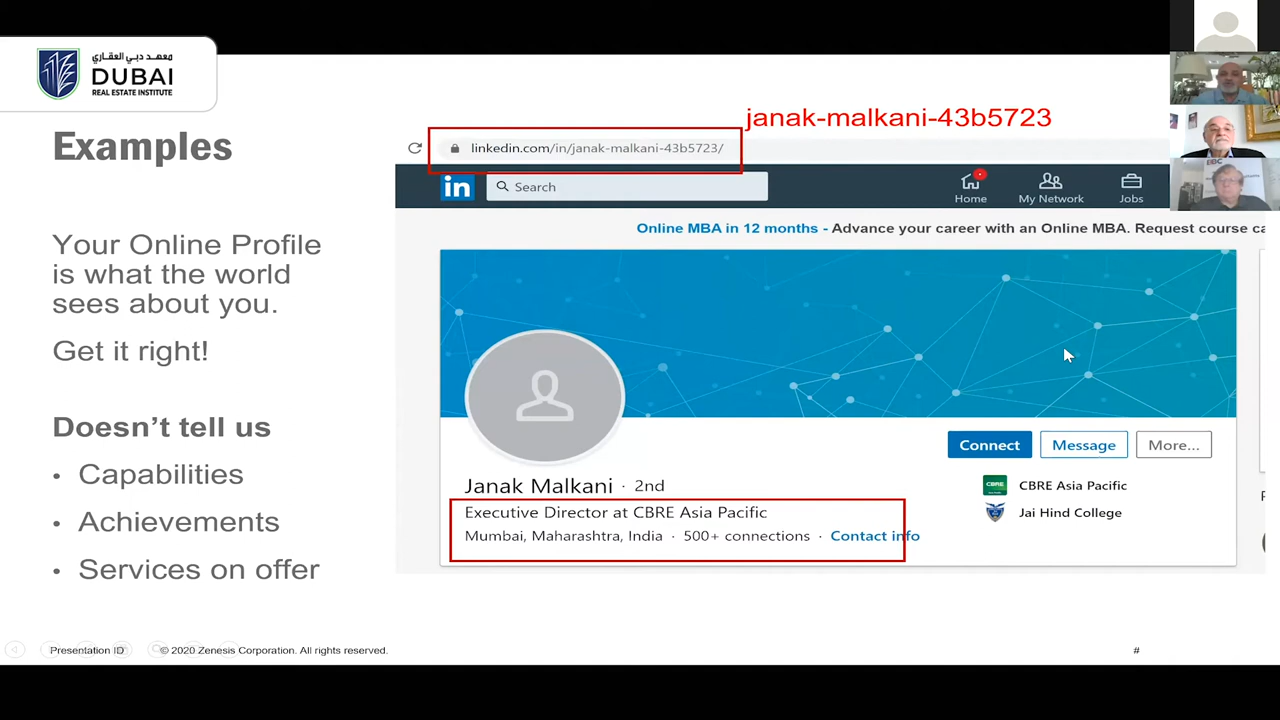 معهد دبي العقاري
DUBAI
REAL ESTATE INSTITUTE
Examples
Your Online Profile
is what the world
sees about you.
Get it right!
Doesn't tell us
• Capabilities
• Achievements
• Services on offer
janak-malkani-43b5723
linkedin.com/in/janak-malkani-43b5723/
in
Search
Home
My Network
Jobs
Online MBA in 12 months - Advance your career with an Online MBA. Request course ca
Connect
Message
More...
Janak Malkani · 2nd
Executive Director at CBRE Asia Pacific
Mumbai, Maharashtra, India · 500+ connections · Contact info
CBRE
CBRE Asia Pacific
Jai Hind College
Presentation ID
© 2020 Zenesis Corporation. All rights reserved.
#